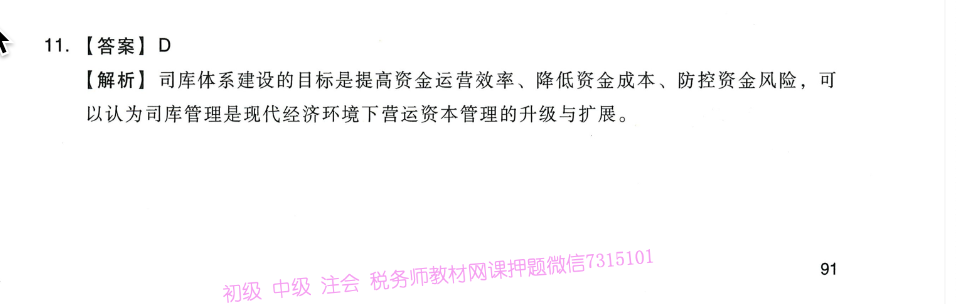 11. 【答案】D
【解析】司库体系建设的目标是提高资金运营效率、降低资金成本、防控资金风险，可
以认为司库管理是现代经济环境下营运资本管理的升级与扩展。
初级 中级 注会 税务师教材网课押题微信7315101
91